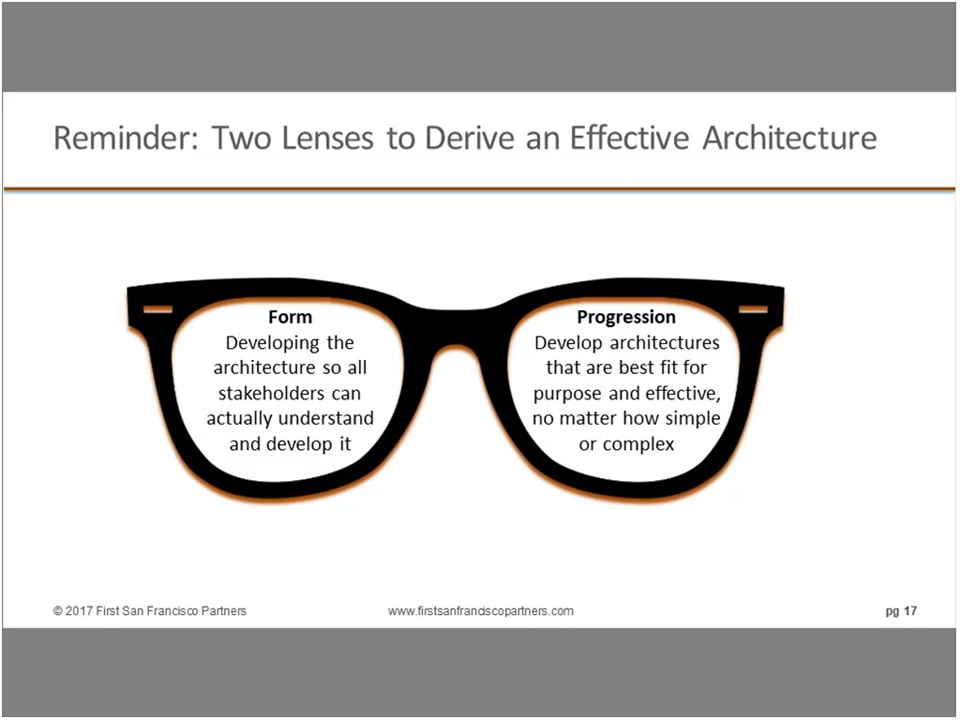 Reminder: Two Lenses to Derive an Effective Architecture
Form
Developing the
architecture so all
stakeholders can
actually understand
and develop it
Progression
Develop architectures
that are best fit for
purpose and effective,
no matter how simple
or complex
© 2017 First San Francisco Partners
www.firstsanfranciscopartners.com
pg 17